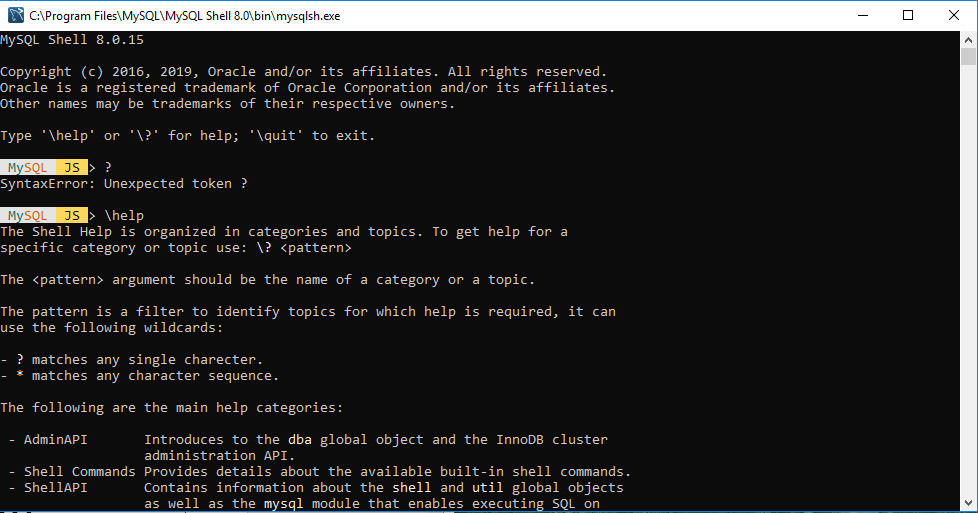 C:\Program Files\MySQL\MySQL Shell 8.0\bin\mysqlsh.exe
MySQL Shell 8.0.15
Copyright (c) 2016, 2019, Oracle and/or its affiliates. All rights reserved.
Oracle is a registered trademark of Oracle Corporation and/or its affiliates.
Other names may be trademarks of their respective owners.
Type '\help' or '\?' for help; '\quit' to exit.
MySQL JS > ?
SyntaxError: Unexpected token ?
MySQL JS > \help
The Shell Help is organized in categories and topics. To get help for a
specific category or topic use: \? <pattern>
The <pattern> argument should be the name of a category or a topic.
The pattern is a filter to identify topics for which help is required, it can
use the following wildcards:
- ? matches any single charecter.
- * matches any character sequence.
The following are the main help categories:
- AdminAPI Introduces to the dba global object and the InnoDB cluster
administration API.
- Shell Commands Provides details about the available built-in shell commands.
- ShellAPI Contains information about the shell and util global objects
as well as the mysql module that enables executing SQL on